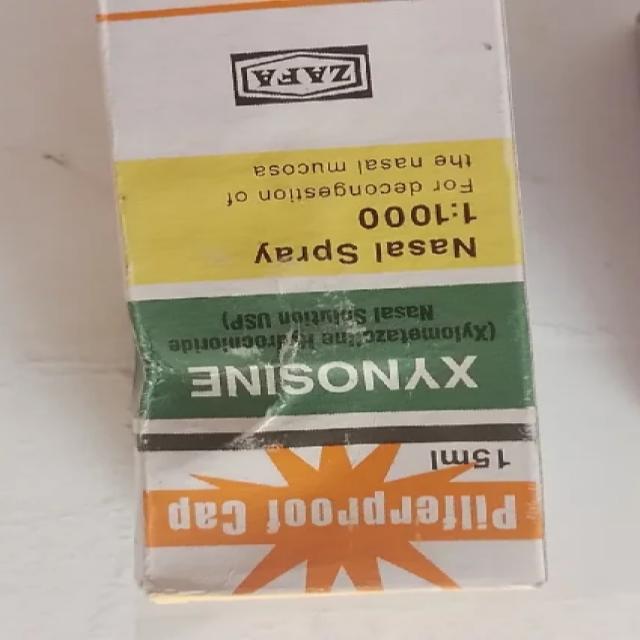 Pilferproof Cap
15ml
XYNOSINE
(Xylometazoline Hydrochloride
Nasal Solution USP)
Nasal Spray
1:1000
For decongestion of
the nasal mucosa
ZAFA